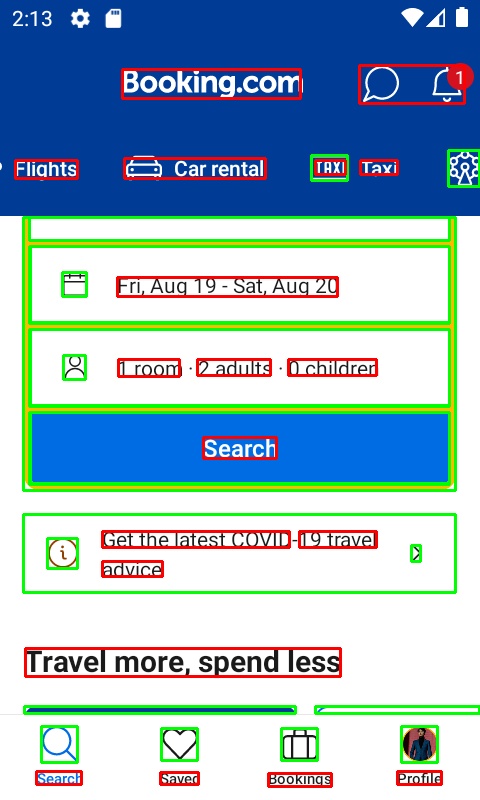 2:13
Booking.com
1
Flights Car rental TAXI Taxi
Fri, Aug 19 - Sat, Aug 20
1 room · 2 adults · 0 children
Search
Get the latest COVID-19 travel
advice
Travel more, spend less
Search Saved Bookings Profile